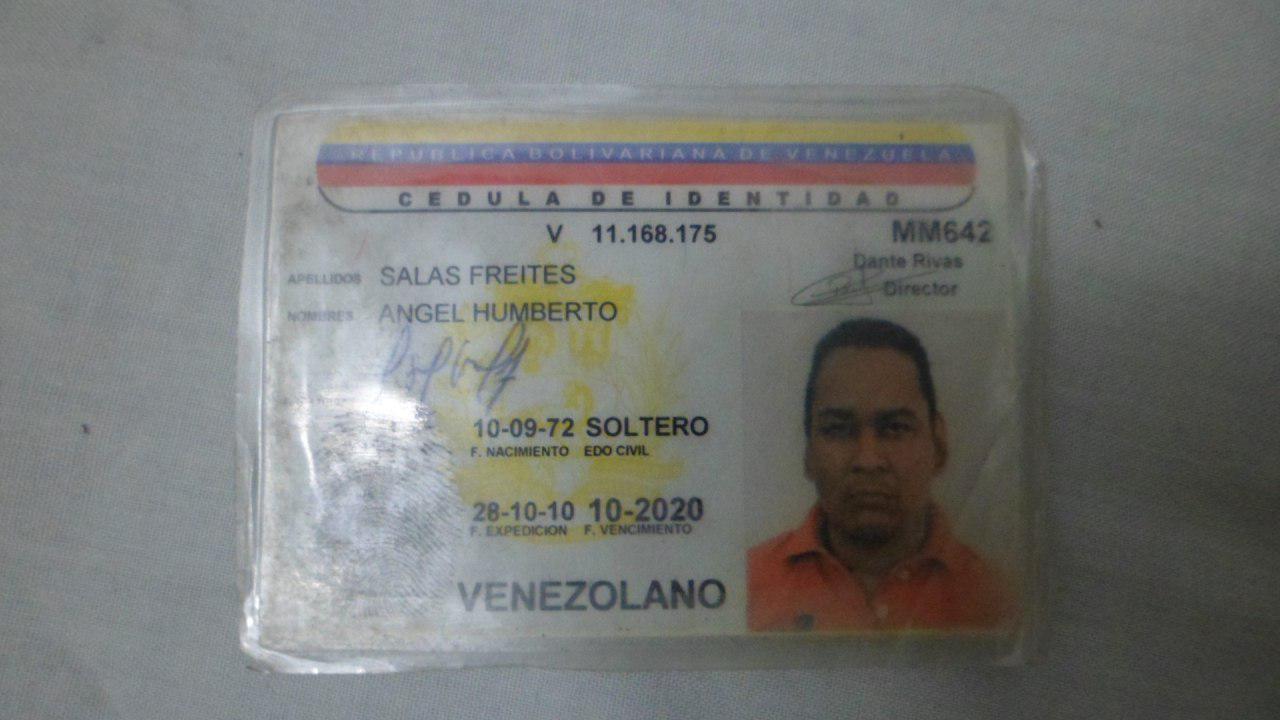 REPUBLICA BOLIVARIANA DE VENEZUELA
CEDULA DE IDENTIDAD
V 11.168.175 MM642
Dante Rivas
Director
APELLIDOS SALAS FREITES
NOMBRES ANGEL HUMBERTO
10-09-72 SOLTERO
F. NACIMIENTO EDO CIVIL
28-10-10 10-2020
F. EXPEDICION F. VENCIMIENTO
VENEZOLANO